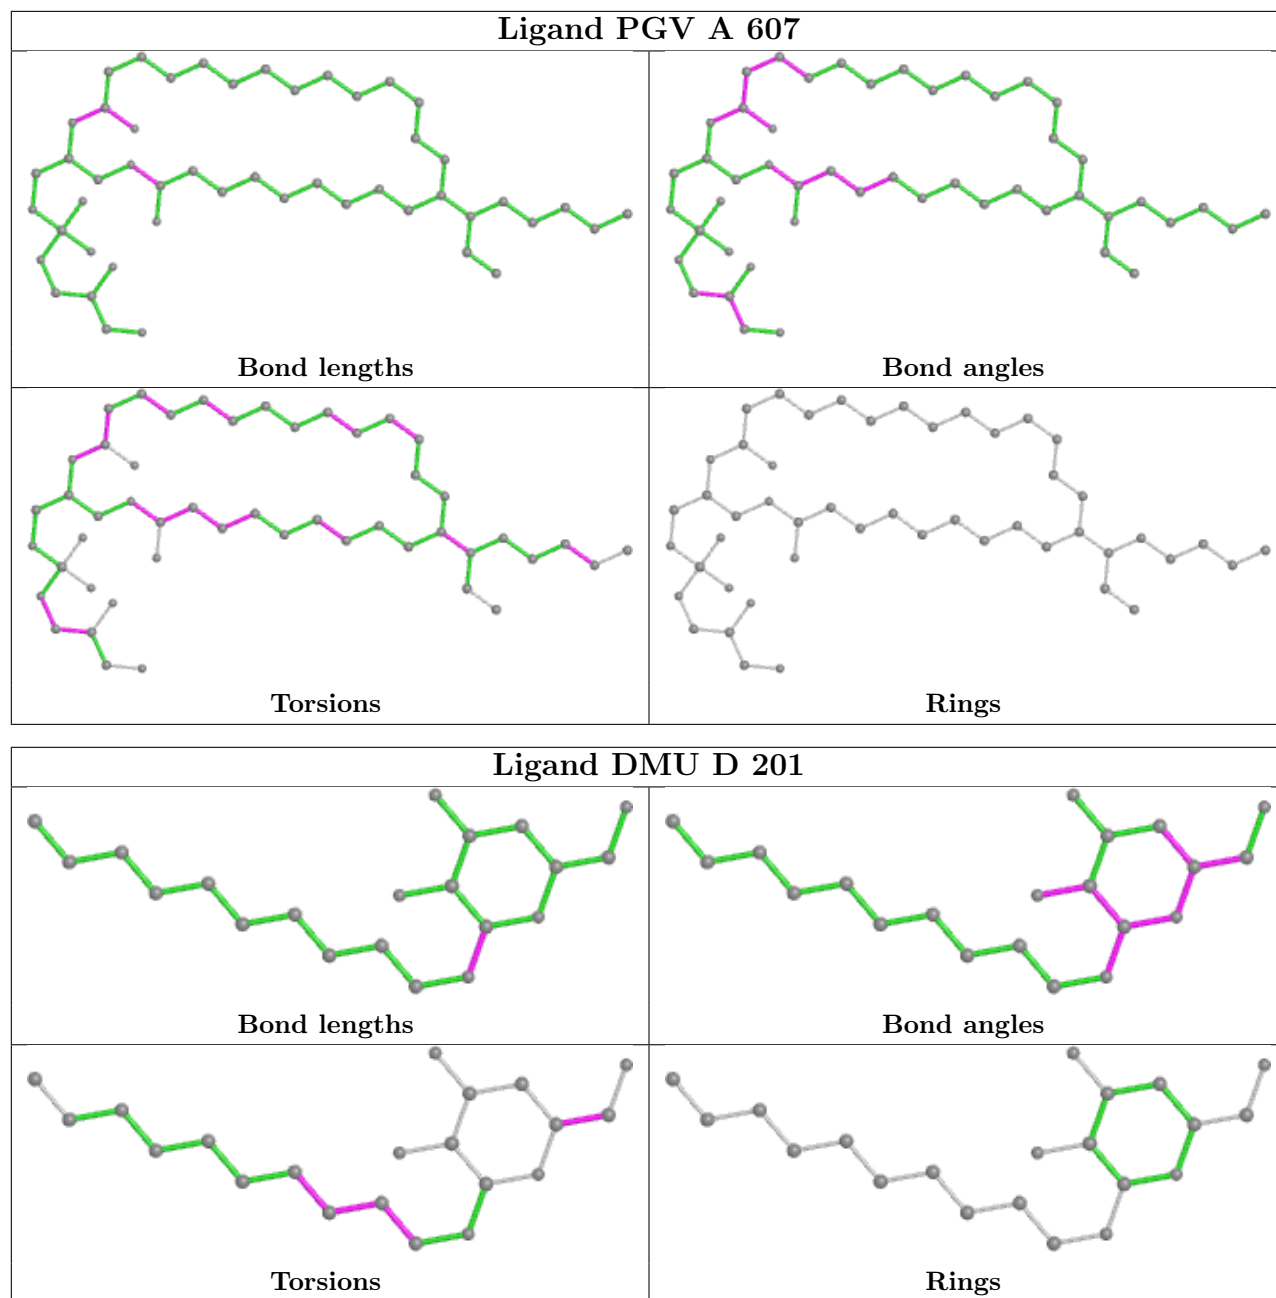 Ligand PGV A 607
Bond lengths
Bond angles
Torsions
Rings
Ligand DMU D 201
Bond lengths
Bond angles
Torsions
Rings